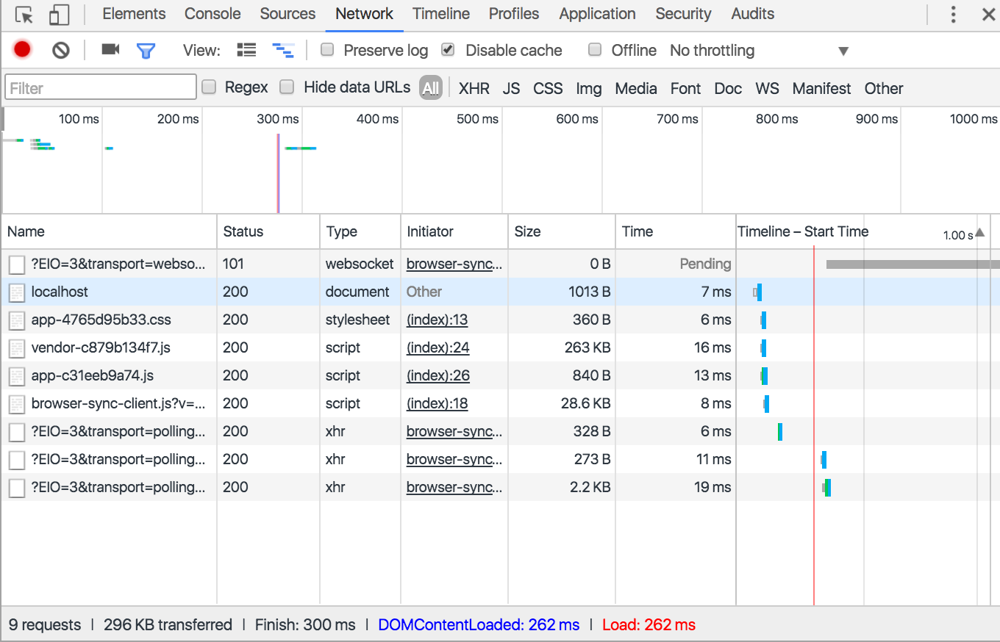 Elements Console Sources Network Timeline Profiles Application Security Audits
View: Preserve log Disable cache Offline No throttling
Filter Regex Hide data URLs All XHR JS CSS Img Media Font Doc WS Manifest Other
100 ms 200 ms 300 ms 400 ms 500 ms 600 ms 700 ms 800 ms 900 ms 1000 ms
Name Status Type Initiator Size Time Timeline – Start Time 1.00 s
?EIO=3&transport=webso... 101 websocket browser-sync... 0 B Pending
localhost 200 document Other 1013 B 7 ms
app-4765d95b33.css 200 stylesheet (index):13 360 B 6 ms
vendor-c879b134f7.js 200 script (index):24 263 KB 16 ms
app-c31eeb9a74.js 200 script (index):26 840 B 13 ms
browser-sync-client.js?v=... 200 script (index):18 28.6 KB 8 ms
?EIO=3&transport=polling... 200 xhr browser-sync... 328 B 6 ms
?EIO=3&transport=polling... 200 xhr browser-sync... 273 B 11 ms
?EIO=3&transport=polling... 200 xhr browser-sync... 2.2 KB 19 ms
9 requests | 296 KB transferred | Finish: 300 ms | DOMContentLoaded: 262 ms | Load: 262 ms